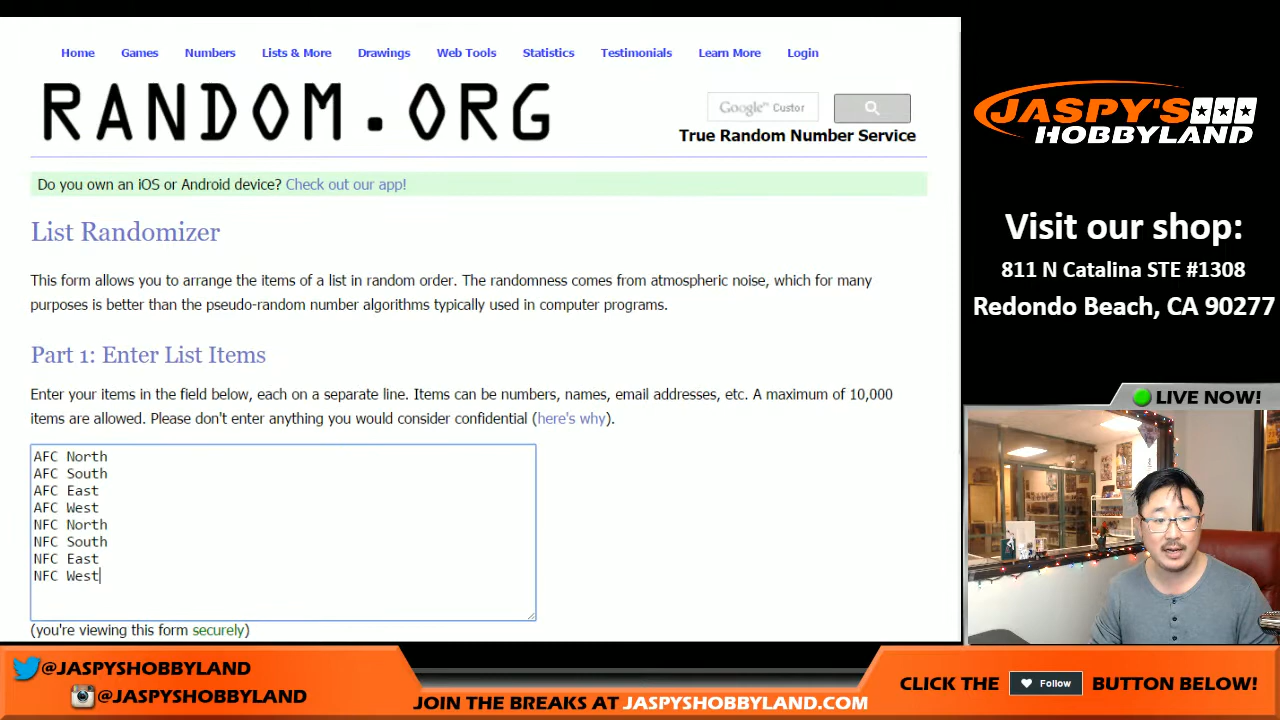 Home Games Numbers Lists & More Drawings Web Tools Statistics Testimonials Learn More Login
RANDOM.ORG
Google™ Custor
True Random Number Service
Do you own an iOS or Android device? Check out our app!
List Randomizer
This form allows you to arrange the items of a list in random order. The randomness comes from atmospheric noise, which for many
purposes is better than the pseudo-random number algorithms typically used in computer programs.
Part 1: Enter List Items
Enter your items in the field below, each on a separate line. Items can be numbers, names, email addresses, etc. A maximum of 10,000
items are allowed. Please don't enter anything you would consider confidential (here's why).
AFC North
AFC South
AFC East
AFC West
NFC North
NFC South
NFC East
NFC West
(you're viewing this form securely)
JASPY'S
HOBBYLAND
Visit our shop:
811 N Catalina STE #1308
Redondo Beach, CA 90277
LIVE NOW!
@JASPYSHOBBYLAND
@JASPYSHOBBYLAND
JOIN THE BREAKS AT JASPYSHOBBYLAND.COM
CLICK THE Follow BUTTON BELOW!